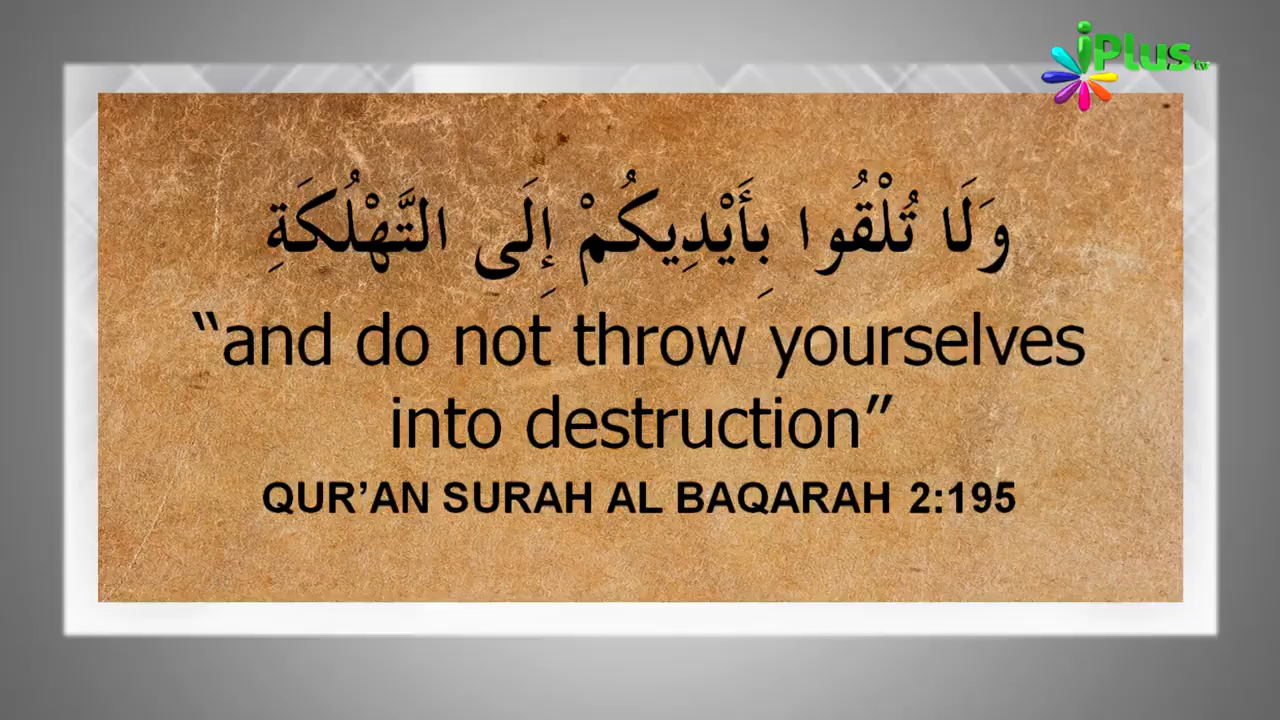 iPlus tv
وَلَا تُلْقُوا بِأَيْدِيكُمْ إِلَى التَّهْلُكَةِ
“and do not throw yourselves
into destruction”
QUR’AN SURAH AL BAQARAH 2:195